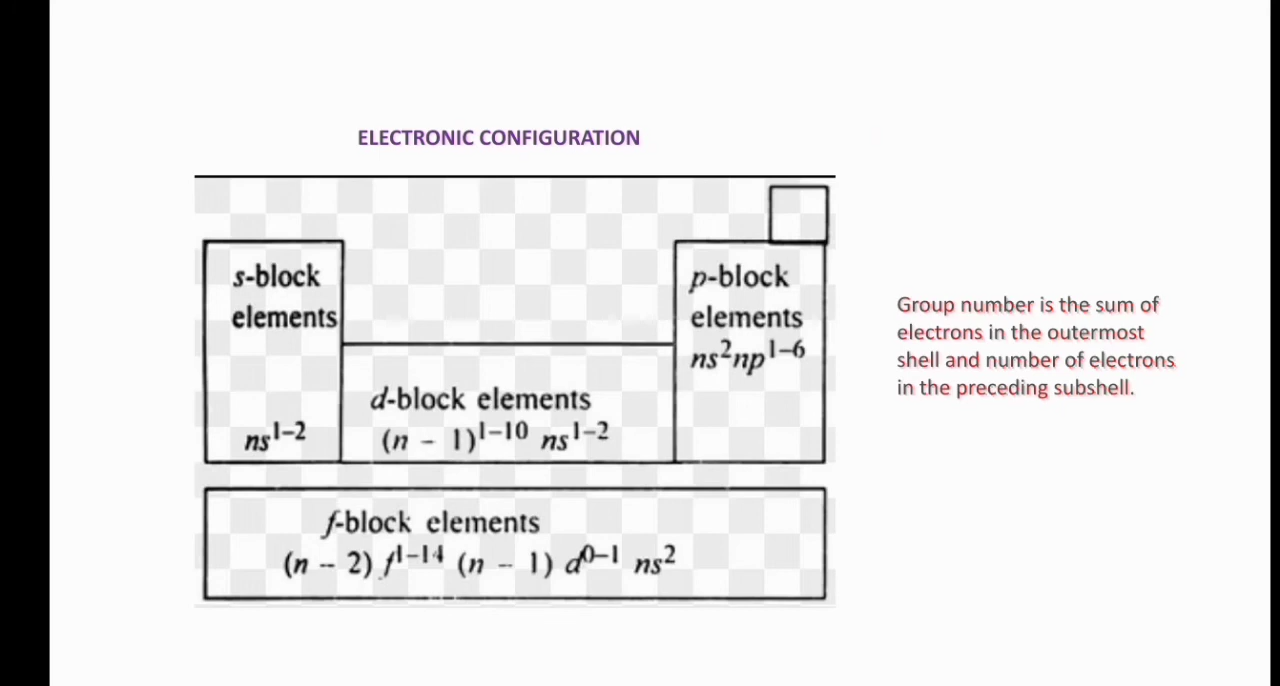 ELECTRONIC CONFIGURATION
s-block
elements
ns¹⁻²
d-block elements
(n – 1)¹⁻¹⁰ ns¹⁻²
p-block
elements
ns²np¹⁻⁶
f-block elements
(n – 2) f¹⁻¹⁴ (n – 1) d⁰⁻¹ ns²
Group number is the sum of
electrons in the outermost
shell and number of electrons
in the preceding subshell.